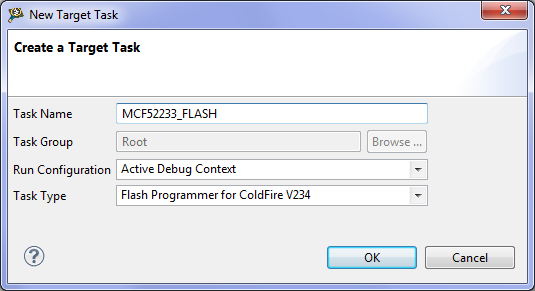 New Target Task
Create a Target Task
Task Name MCF52233_FLASH
Task Group Root Browse ...
Run Configuration Active Debug Context
Task Type Flash Programmer for ColdFire V234
? OK Cancel